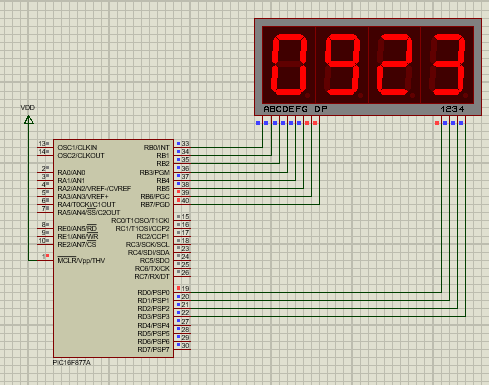 0923
ABCDEFG DP 1234
VDD
13 OSC1/CLKIN RB0/INT 33
14 OSC2/CLKOUT RB1 34
RB2 35
2 RA0/AN0 RB3/PGM 36
3 RA1/AN1 RB4 37
4 RA2/AN2/VREF-/CVREF RB5 38
5 RA3/AN3/VREF+ RB6/PGC 39
6 RA4/T0CKI/C1OUT RB7/PGD 40
7 RA5/AN4/SS/C2OUT
RC0/T1OSO/T1CKI 15
8 RE0/AN5/RD RC1/T1OSI/CCP2 16
9 RE1/AN6/WR RC2/CCP1 17
10 RE2/AN7/CS RC3/SCK/SCL 18
RC4/SDI/SDA 23
1 MCLR/Vpp/THV RC5/SDO 24
RC6/TX/CK 25
RC7/RX/DT 26
RD0/PSP0 19
RD1/PSP1 20
RD2/PSP2 21
RD3/PSP3 22
RD4/PSP4 27
RD5/PSP5 28
RD6/PSP6 29
RD7/PSP7 30
PIC16F877A